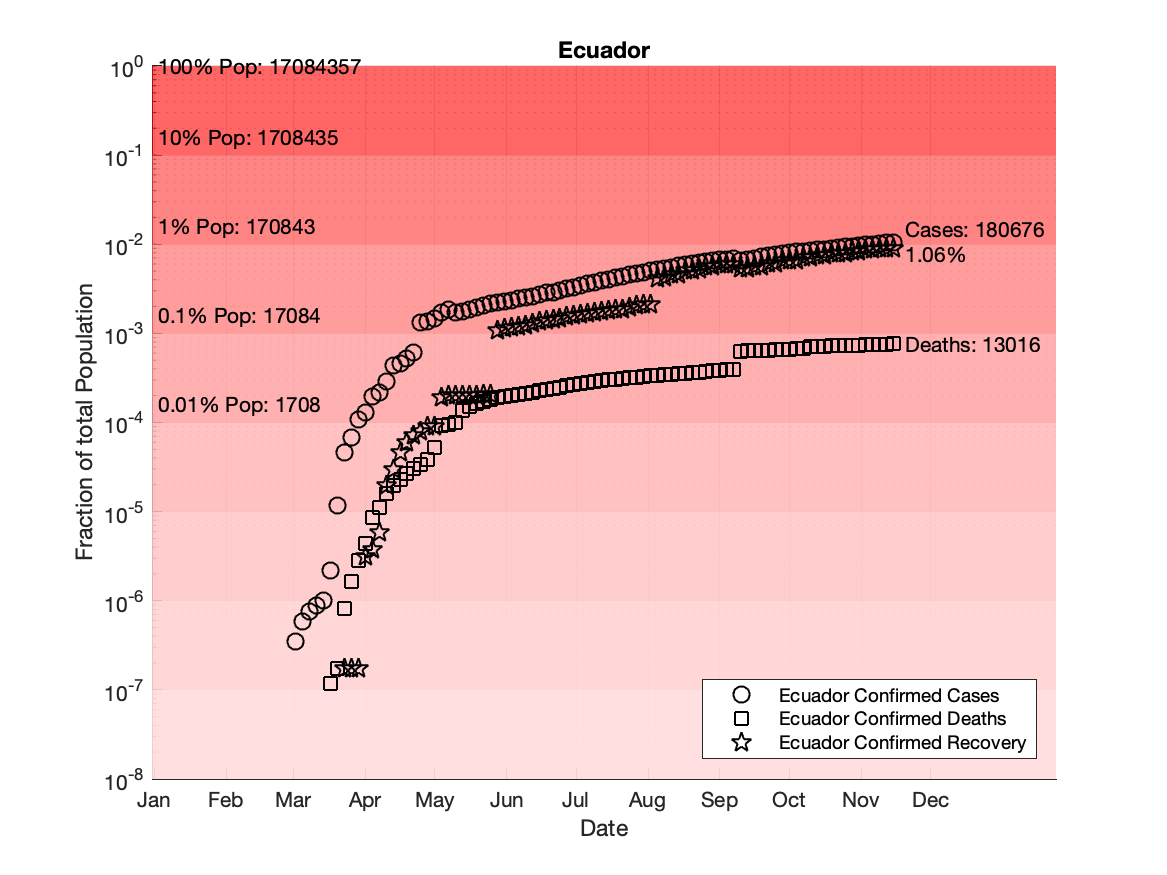 Ecuador
10^0
100% Pop: 17084357
10% Pop: 1708435
10^-1
1% Pop: 170843
10^-2
Cases: 180676
1.06%
0.1% Pop: 17084
10^-3
Deaths: 13016
0.01% Pop: 1708
10^-4
10^-5
10^-6
10^-7
10^-8
Fraction of total Population
Ecuador Confirmed Cases
Ecuador Confirmed Deaths
Ecuador Confirmed Recovery
Jan Feb Mar Apr May Jun Jul Aug Sep Oct Nov Dec
Date